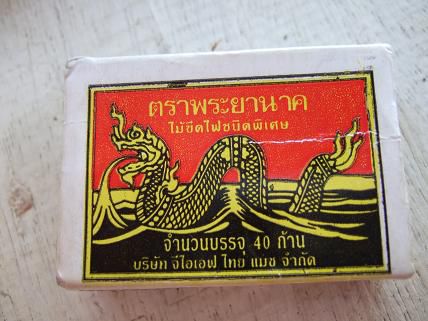 ตราพระยานาค
ไม้ขีดไฟชนิดพิเศษ
จำนวนบรรจุ 40 ก้าน
บริษัท จีไอเอฟ ไทย แมช จำกัด